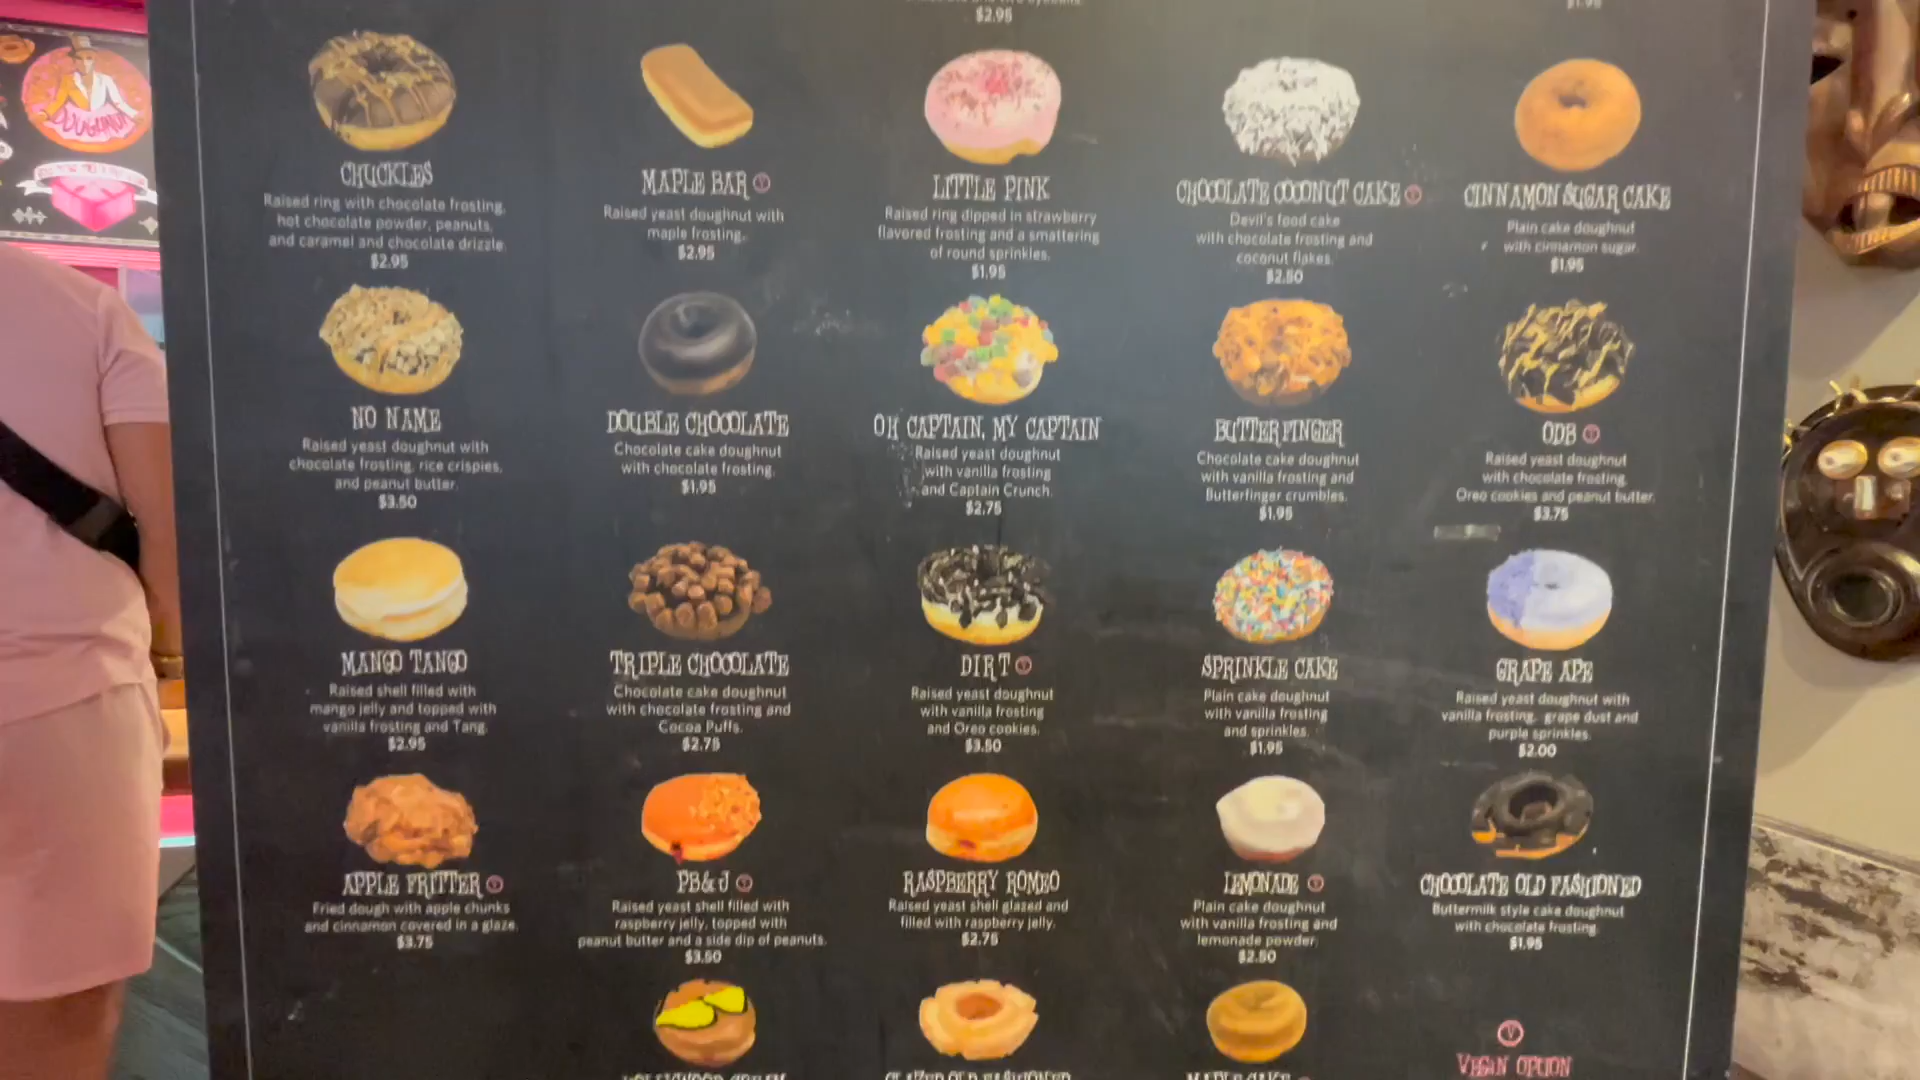 $2.95
$1.95
DOUGHNUT
CHUCKLES
Raised ring with chocolate frosting,
hot chocolate powder, peanuts,
and caramel and chocolate drizzle.
$2.95
MAPLE BAR Ⓥ
Raised yeast doughnut with
maple frosting.
$2.95
LITTLE PINK
Raised ring dipped in strawberry
flavored frosting and a smattering
of round sprinkles.
$1.95
CHOCOLATE COCONUT CAKE Ⓥ
Devil's food cake
with chocolate frosting and
coconut flakes.
$2.50
CINNAMON SUGAR CAKE
Plain cake doughnut
with cinnamon sugar.
$1.95
NO NAME
Raised yeast doughnut with
chocolate frosting, rice crispies,
and peanut butter.
$3.50
DOUBLE CHOCOLATE
Chocolate cake doughnut
with chocolate frosting.
$1.95
OH CAPTAIN, MY CAPTAIN
Raised yeast doughnut
with vanilla frosting
and Captain Crunch.
$2.75
BUTTERFINGER
Chocolate cake doughnut
with vanilla frosting and
Butterfinger crumbles.
$1.95
ODB Ⓥ
Raised yeast doughnut
with chocolate frosting,
Oreo cookies and peanut butter.
$3.75
MANGO TANGO
Raised shell filled with
mango jelly and topped with
vanilla frosting and Tang.
$2.95
TRIPLE CHOCOLATE
Chocolate cake doughnut
with chocolate frosting and
Cocoa Puffs.
$2.75
DIRT Ⓥ
Raised yeast doughnut
with vanilla frosting
and Oreo cookies.
$3.50
SPRINKLE CAKE
Plain cake doughnut
with vanilla frosting
and sprinkles.
$1.95
GRAPE APE
Raised yeast doughnut with
vanilla frosting, grape dust and
purple sprinkles.
$2.00
APPLE FRITTER Ⓥ
Fried dough with apple chunks
and cinnamon covered in a glaze.
$3.75
PB&J Ⓥ
Raised yeast shell filled with
raspberry jelly, topped with
peanut butter and a side dip of peanuts.
$3.50
RASPBERRY ROMEO
Raised yeast shell glazed and
filled with raspberry jelly.
$2.75
LEMONADE Ⓥ
Plain cake doughnut
with vanilla frosting and
lemonade powder.
$2.50
CHOCOLATE OLD FASHIONED
Buttermilk style cake doughnut
with chocolate frosting.
$1.95
HOLLYWOOD CREAM
GLAZED OLD FASHIONED
MAPLE CAKE
Ⓥ
VEGAN OPTION